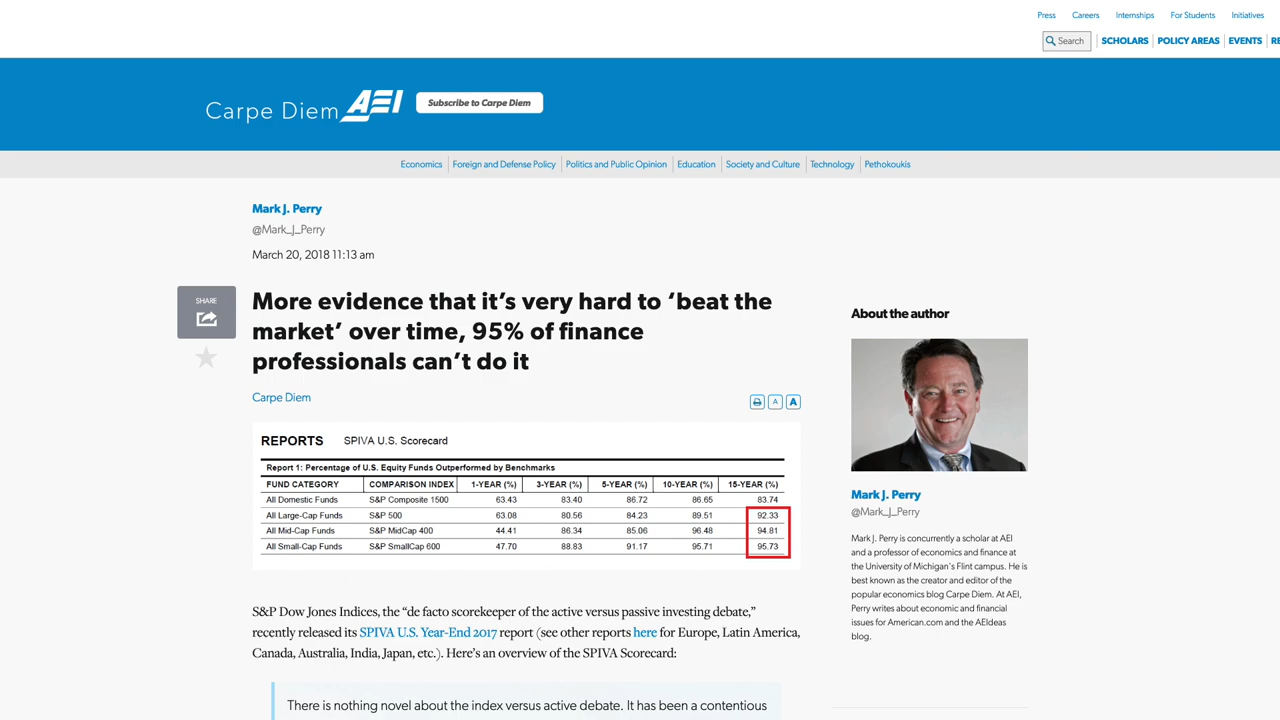 Press Careers Internships For Students Initiatives
Search SCHOLARS POLICY AREAS EVENTS RE
Carpe Diem AEI Subscribe to Carpe Diem
Economics Foreign and Defense Policy Politics and Public Opinion Education Society and Culture Technology Pethokoukis
Mark J. Perry
@Mark_J_Perry
March 20, 2018 11:13 am
SHARE
More evidence that it's very hard to 'beat the
market' over time, 95% of finance
professionals can't do it
Carpe Diem
A A
REPORTS SPIVA U.S. Scorecard
Report 1: Percentage of U.S. Equity Funds Outperformed by Benchmarks
FUND CATEGORY COMPARISON INDEX 1-YEAR (%) 3-YEAR (%) 5-YEAR (%) 10-YEAR (%) 15-YEAR (%)
All Domestic Funds S&P Composite 1500 63.43 83.40 86.72 86.65 83.74
All Large-Cap Funds S&P 500 63.08 80.56 84.23 89.51 92.33
All Mid-Cap Funds S&P MidCap 400 44.41 86.34 85.06 96.48 94.81
All Small-Cap Funds S&P SmallCap 600 47.70 88.83 91.17 95.71 95.73
S&P Dow Jones Indices, the "de facto scorekeeper of the active versus passive investing debate,"
recently released its SPIVA U.S. Year-End 2017 report (see other reports here for Europe, Latin America,
Canada, Australia, India, Japan, etc.). Here's an overview of the SPIVA Scorecard:
There is nothing novel about the index versus active debate. It has been a contentious
About the author
Mark J. Perry
@Mark_J_Perry
Mark J. Perry is concurrently a scholar at AEI
and a professor of economics and finance at
the University of Michigan's Flint campus. He is
best known as the creator and editor of the
popular economics blog Carpe Diem. At AEI,
Perry writes about economic and financial
issues for American.com and the AEIdeas
blog.